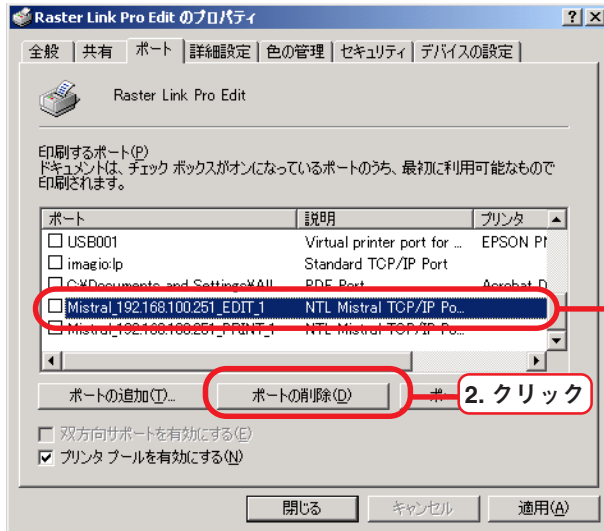 Raster Link Pro Edit のプロパティ
全般 共有 ポート 詳細設定 色の管理 セキュリティ デバイスの設定
Raster Link Pro Edit
印刷するポート(P)
ドキュメントは、チェック ボックスがオンになっているポートのうち、最初に利用可能なもので
印刷されます。
ポート 説明 プリンタ
USB001 Virtual printer port for ... EPSON
imagio:lp Standard TCP/IP Port
C:¥Documents and Settings¥All PDF Port Acrobat D
Mistral_192.168.100.251_EDIT_1 NTL Mistral TCP/IP Po...
Mistral_192.168.100.251_PRINT_1 NTL Mistral TCP/IP Po...
ポートの追加(T)... ポートの削除(D)
2. クリック
双方向サポートを有効にする(E)
プリンタ プールを有効にする(N)
閉じる キャンセル 適用(A)